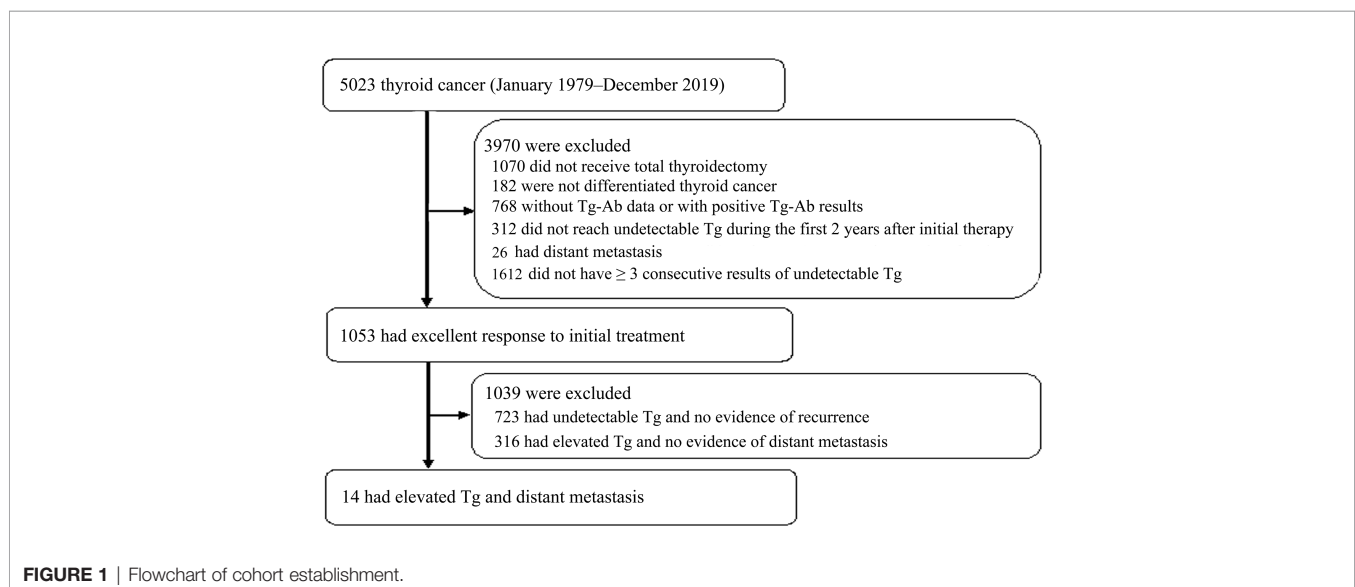 5023 thyroid cancer (January 1979–December 2019)
3970 were excluded
1070 did not receive total thyroidectomy
182 were not differentiated thyroid cancer
768 without Tg-Ab data or with positive Tg-Ab results
312 did not reach undetectable Tg during the first 2 years after initial therapy
26 had distant metastasis
1612 did not have ≥ 3 consecutive results of undetectable Tg
1053 had excellent response to initial treatment
1039 were excluded
723 had undetectable Tg and no evidence of recurrence
316 had elevated Tg and no evidence of distant metastasis
14 had elevated Tg and distant metastasis
FIGURE 1 | Flowchart of cohort establishment.